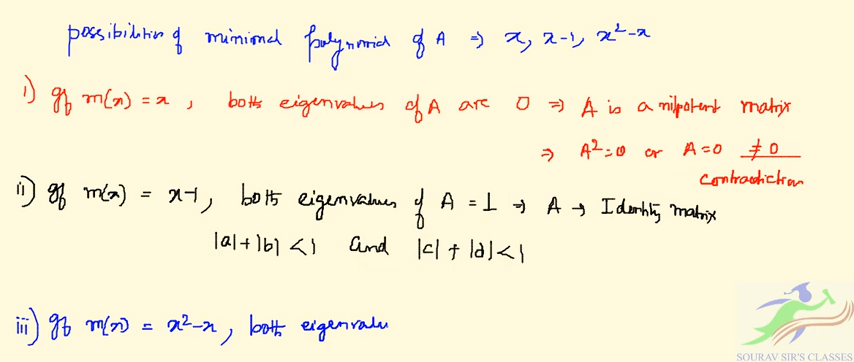 possibilities of minimal polynomial of A ⇒ x, x-1, x²-x
i) If m(x) = x, both eigenvalues of A are 0 ⇒ A is a nilpotent matrix
⇒ A²=0 or A=0 ≠0
contradiction
ii) If m(x) = x-1, both eigenvalues of A = 1 ⇒ A → Identity matrix
|a|+|b| <1 and |c|+|d|<1
iii) If m(x) = x²-x, both eigenvalu
SOURAV SIR'S CLASSES